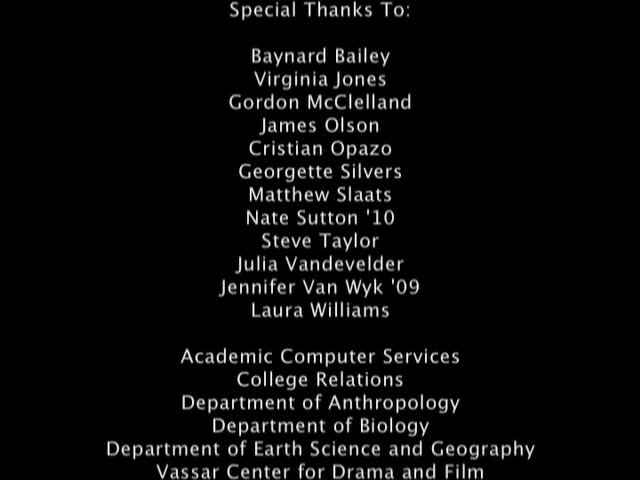 Special Thanks To:
Baynard Bailey
Virginia Jones
Gordon McClelland
James Olson
Cristian Opazo
Georgette Silvers
Matthew Slaats
Nate Sutton '10
Steve Taylor
Julia Vandevelder
Jennifer Van Wyk '09
Laura Williams
Academic Computer Services
College Relations
Department of Anthropology
Department of Biology
Department of Earth Science and Geography
Vassar Center for Drama and Film